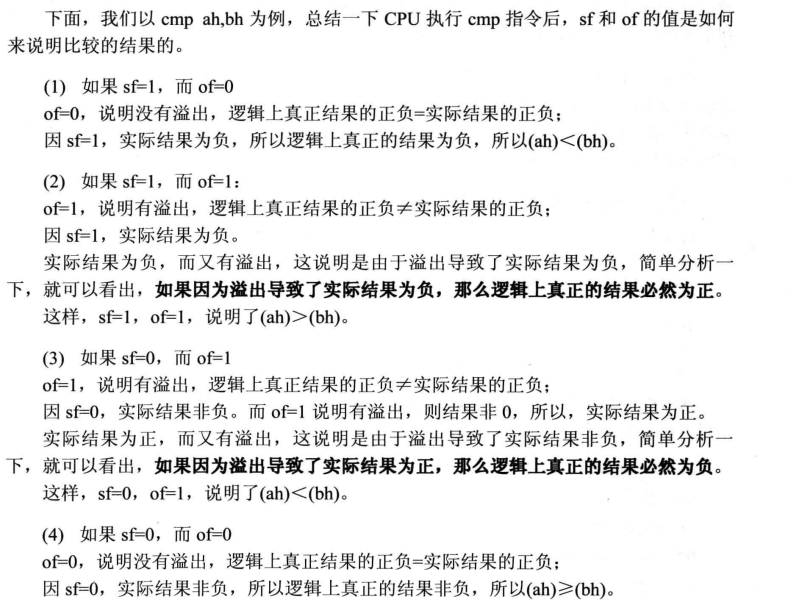 下面，我们以 cmp ah,bh 为例，总结一下 CPU 执行 cmp 指令后，sf 和 of 的值是如何
来说明比较的结果的。
(1) 如果 sf=1，而 of=0
of=0，说明没有溢出，逻辑上真正结果的正负=实际结果的正负；
因 sf=1，实际结果为负，所以逻辑上真正的结果为负，所以(ah)＜(bh)。
(2) 如果 sf=1，而 of=1：
of=1，说明有溢出，逻辑上真正结果的正负≠实际结果的正负；
因 sf=1，实际结果为负。
实际结果为负，而又有溢出，这说明是由于溢出导致了实际结果为负，简单分析一
下，就可以看出，如果因为溢出导致了实际结果为负，那么逻辑上真正的结果必然为正。
这样，sf=1，of=1，说明了(ah)＞(bh)。
(3) 如果 sf=0，而 of=1
of=1，说明有溢出，逻辑上真正结果的正负≠实际结果的正负；
因 sf=0，实际结果非负。而 of=1 说明有溢出，则结果非 0，所以，实际结果为正。
实际结果为正，而又有溢出，这说明是由于溢出导致了实际结果非负，简单分析一
下，就可以看出，如果因为溢出导致了实际结果为正，那么逻辑上真正的结果必然为负。
这样，sf=0，of=1，说明了(ah)＜(bh)。
(4) 如果 sf=0，而 of=0
of=0，说明没有溢出，逻辑上真正结果的正负=实际结果的正负；
因 sf=0，实际结果非负，所以逻辑上真正的结果非负，所以(ah)≥(bh)。